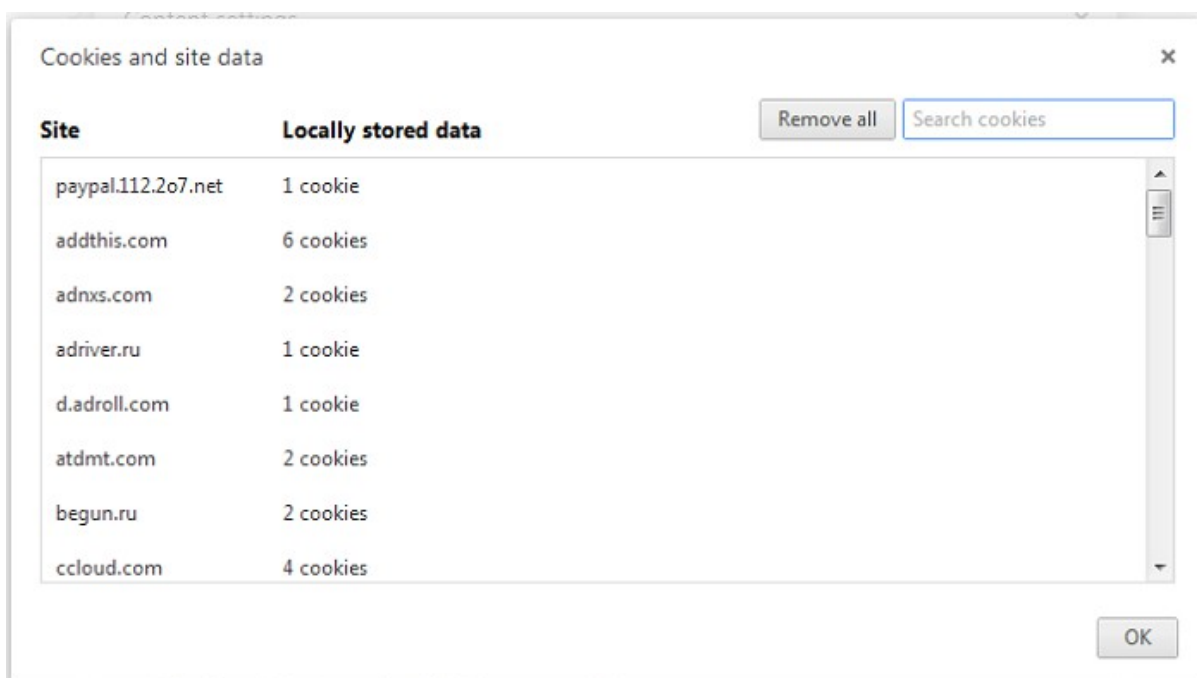 Content settings
Cookies and site data
Site Locally stored data Remove all Search cookies
paypal.112.2o7.net 1 cookie
addthis.com 6 cookies
adnxs.com 2 cookies
adriver.ru 1 cookie
d.adroll.com 1 cookie
atdmt.com 2 cookies
begun.ru 2 cookies
ccloud.com 4 cookies
OK